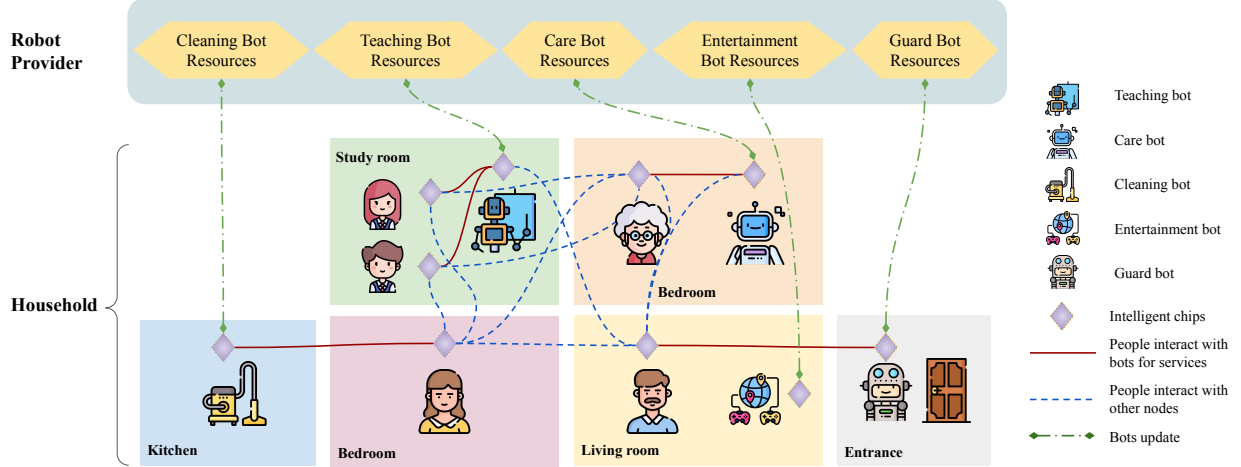 Robot
Provider
Cleaning Bot
Resources
Teaching Bot
Resources
Care Bot
Resources
Entertainment
Bot Resources
Guard Bot
Resources
Household
Study room
Bedroom
Kitchen
Bedroom
Living room
Entrance
Teaching bot
Care bot
Cleaning bot
Entertainment bot
Guard bot
Intelligent chips
People interact with
bots for services
People interact with
other nodes
Bots update